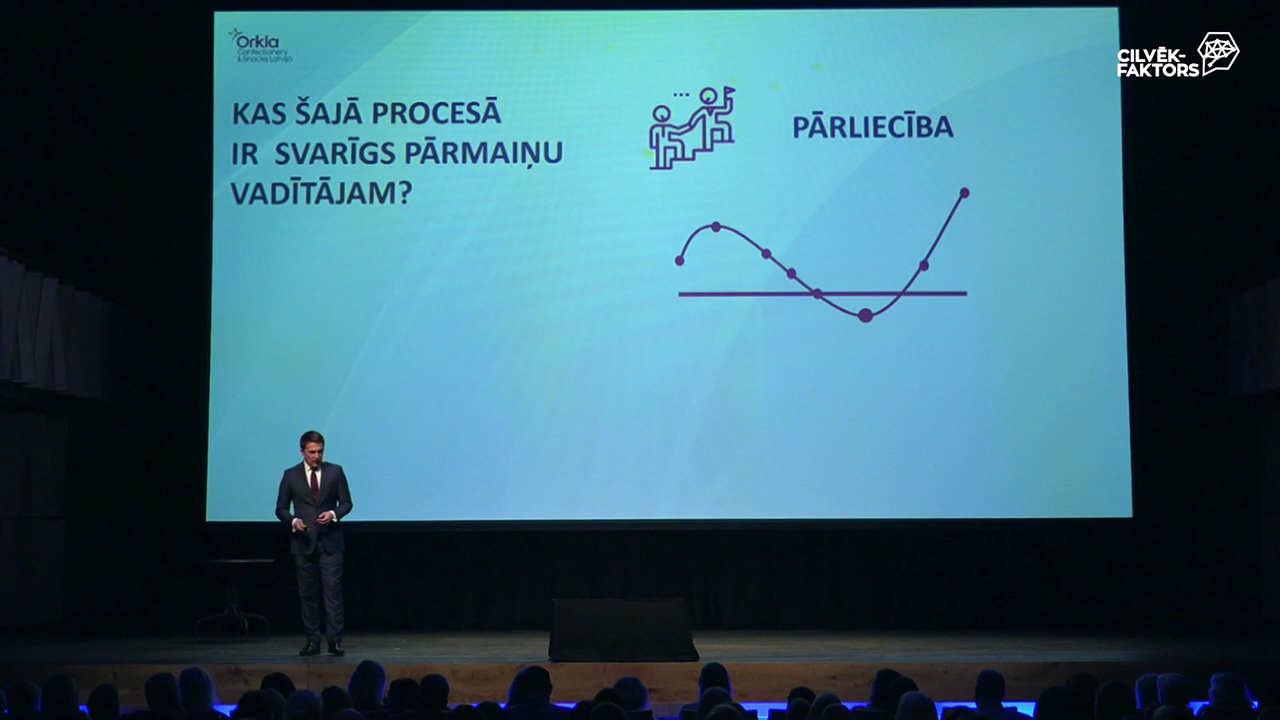 Orkla
Confectionery
& Snacks Latvija
CILVĒK-
FAKTORS
KAS ŠAJĀ PROCESĀ
IR SVARĪGS PĀRMAIŅU
VADĪTĀJAM?
PĀRLIECĪBA